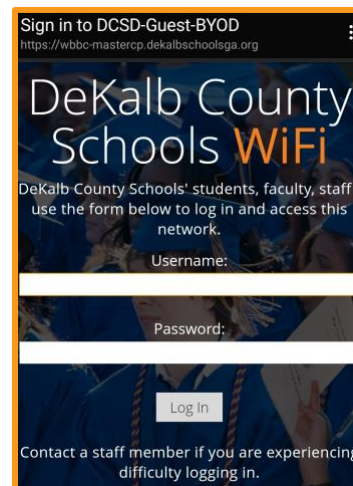 Sign in to DCSD-Guest-BYOD
https://wbbc-mastercp.dekalbschoolsga.org
DeKalb County
Schools WiFi
DeKalb County Schools' students, faculty, staff
use the form below to log in and access this
network.
Username:
Password:
Log In
Contact a staff member if you are experiencing
difficulty logging in.